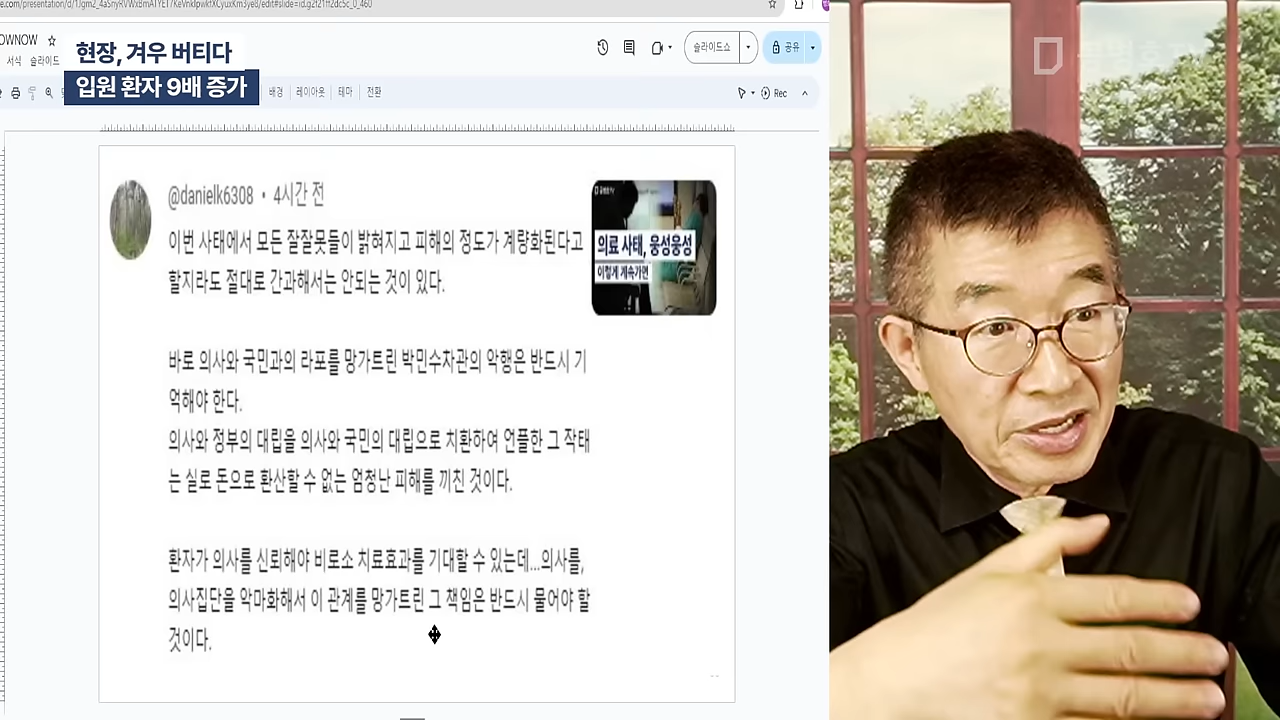 현장, 겨우 버티다
입원 환자 9배 증가
OWNOW
서식 슬라이드
슬라이드쇼
공유
배경 레이아웃 테마 전환
Rec
@danielk6308 • 4시간 전
이번 사태에서 모든 잘잘못들이 밝혀지고 피해의 정도가 계량화된다고
할지라도 절대로 간과해서는 안되는 것이 있다.
바로 의사와 국민과의 라포를 망가트린 박민수차관의 악행은 반드시 기
억해야 한다.
의사와 정부의 대립을 의사와 국민의 대립으로 치환하여 언플한 그 작태
는 실로 돈으로 환산할 수 없는 엄청난 피해를 끼친 것이다.
환자가 의사를 신뢰해야 비로소 치료효과를 기대할 수 있는데...의사를,
의사집단을 악마화해서 이 관계를 망가트린 그 책임은 반드시 물어야 할
것이다.
의료 사태, 웅성웅성
이렇게 계속가면